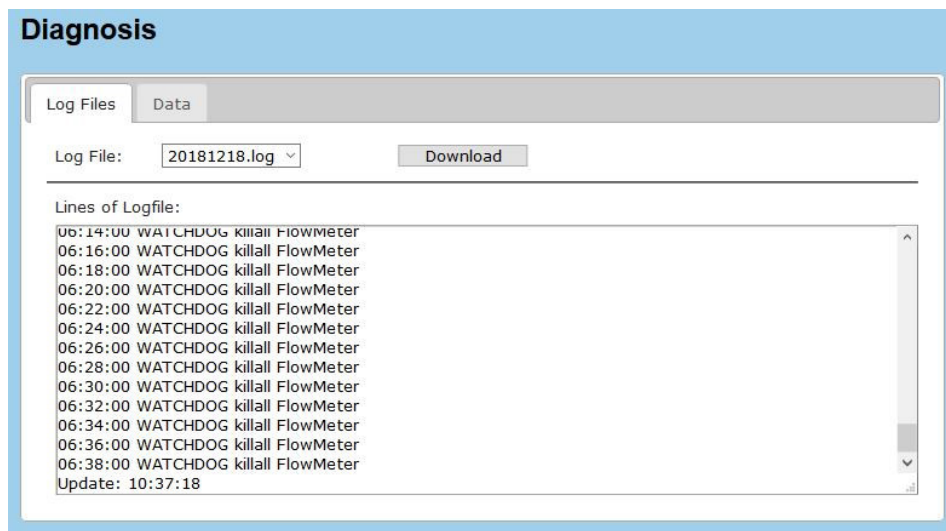 Diagnosis
Log Files Data
Log File: 20181218.log Download
Lines of Logfile:
06:14:00 WATCHDOG killall FlowMeter
06:16:00 WATCHDOG killall FlowMeter
06:18:00 WATCHDOG killall FlowMeter
06:20:00 WATCHDOG killall FlowMeter
06:22:00 WATCHDOG killall FlowMeter
06:24:00 WATCHDOG killall FlowMeter
06:26:00 WATCHDOG killall FlowMeter
06:28:00 WATCHDOG killall FlowMeter
06:30:00 WATCHDOG killall FlowMeter
06:32:00 WATCHDOG killall FlowMeter
06:34:00 WATCHDOG killall FlowMeter
06:36:00 WATCHDOG killall FlowMeter
06:38:00 WATCHDOG killall FlowMeter
Update: 10:37:18